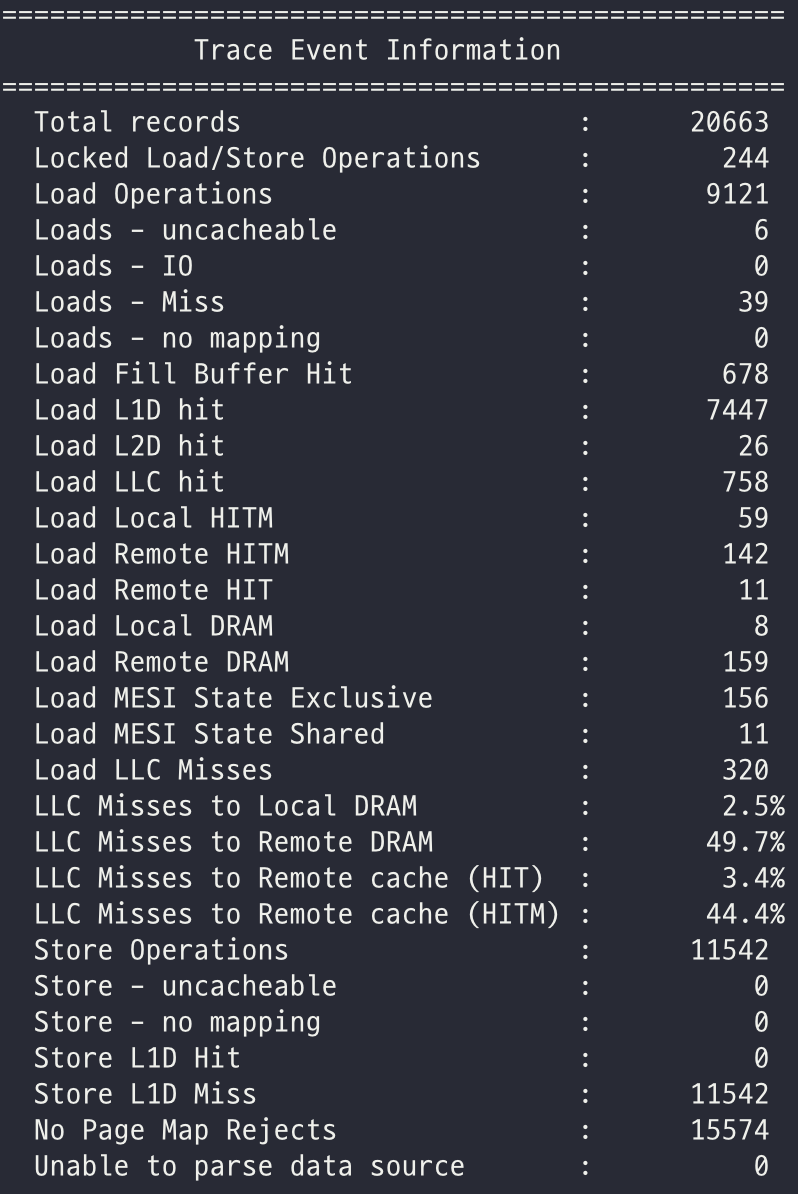 =================================================
Trace Event Information
=================================================
Total records : 20663
Locked Load/Store Operations : 244
Load Operations : 9121
Loads - uncacheable : 6
Loads - IO : 0
Loads - Miss : 39
Loads - no mapping : 0
Load Fill Buffer Hit : 678
Load L1D hit : 7447
Load L2D hit : 26
Load LLC hit : 758
Load Local HITM : 59
Load Remote HITM : 142
Load Remote HIT : 11
Load Local DRAM : 8
Load Remote DRAM : 159
Load MESI State Exclusive : 156
Load MESI State Shared : 11
Load LLC Misses : 320
LLC Misses to Local DRAM : 2.5%
LLC Misses to Remote DRAM : 49.7%
LLC Misses to Remote cache (HIT) : 3.4%
LLC Misses to Remote cache (HITM) : 44.4%
Store Operations : 11542
Store - uncacheable : 0
Store - no mapping : 0
Store L1D Hit : 0
Store L1D Miss : 11542
No Page Map Rejects : 15574
Unable to parse data source : 0